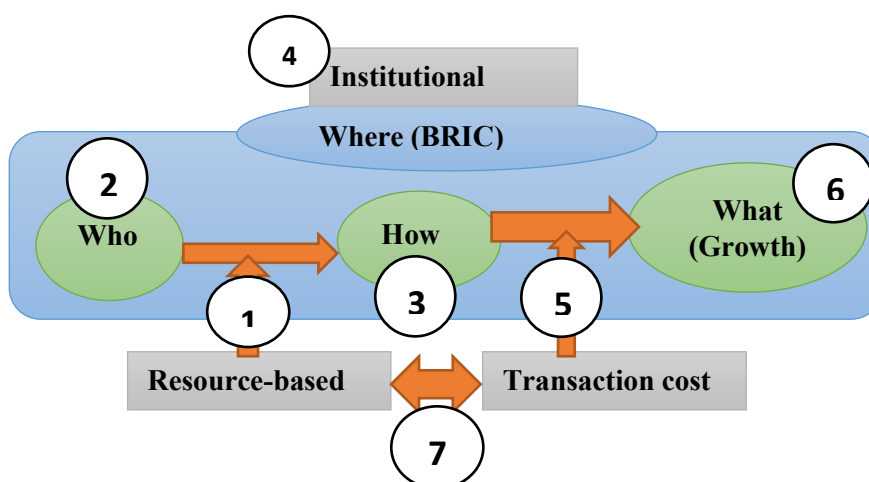 4
Institutional
Where (BRIC)
2
Who
How
What
(Growth)
6
1
3
5
Resource-based
Transaction cost
7